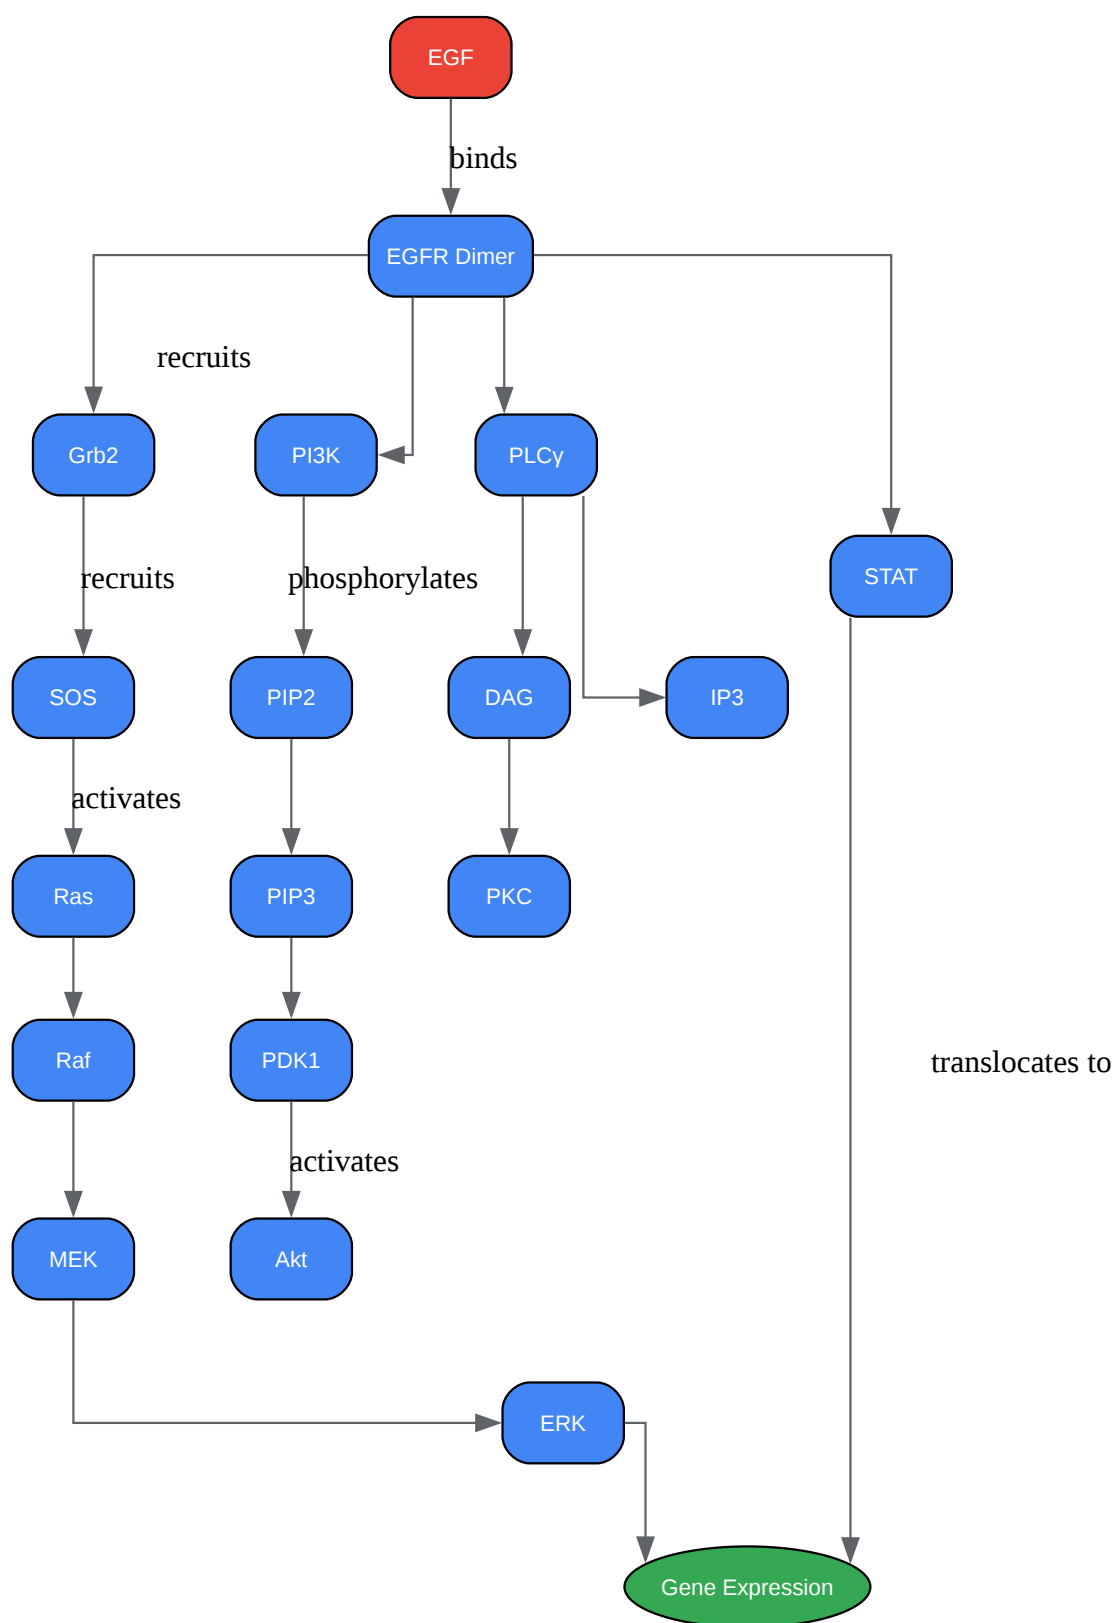 EGF
binds
EGFR Dimer
recruits
Grb2
PI3K
PLCγ
recruits
phosphorylates
STAT
SOS
PIP2
DAG
IP3
activates
Ras
PIP3
PKC
Raf
PDK1
translocates to
activates
MEK
Akt
ERK
Gene Expression